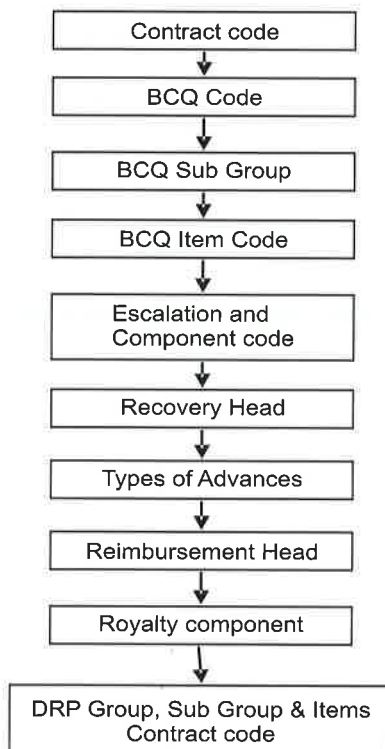 Contract code
BCQ Code
BCQ Sub Group
BCQ Item Code
Escalation and
Component code
Recovery Head
Types of Advances
Reimbursement Head
Royalty component
DRP Group, Sub Group & Items
Contract code